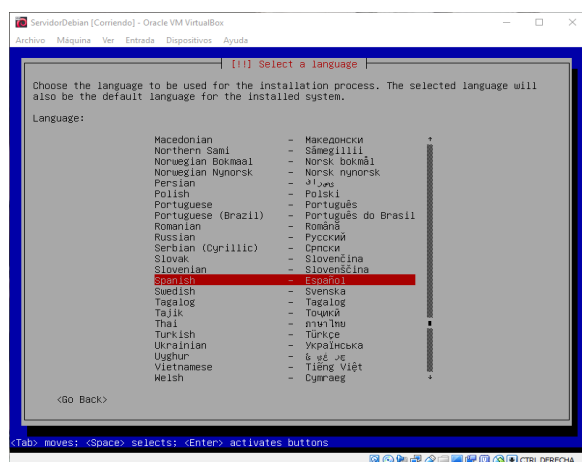 ServidorDebian [Corriendo] - Oracle VM VirtualBox
Archivo Máquina Ver Entrada Dispositivos Ayuda
[!!] Select a language
Choose the language to be used for the installation process. The selected language will
also be the default language for the installed system.
Language:
Macedonian - Македонски
Northern Sami - Sámegillii
Norwegian Bokmaal - Norsk bokmål
Norwegian Nynorsk - Norsk nynorsk
Persian -
Polish - Polski
Portuguese - Português
Portuguese (Brazil) - Português do Brasil
Romanian - Română
Russian - Русский
Serbian (Cyrillic) - Српски
Slovak - Slovenčina
Slovenian - Slovenščina
Spanish - Español
Swedish - Svenska
Tagalog - Tagalog
Tajik - Тоҷикӣ
Thai - ภาษาไทย
Turkish - Türkçe
Ukrainian - Українська
Uyghur -
Vietnamese - Tiếng Việt
Welsh - Cymraeg
<Go Back>
<Tab> moves; <Space> selects; <Enter> activates buttons
CTRL DERECHA